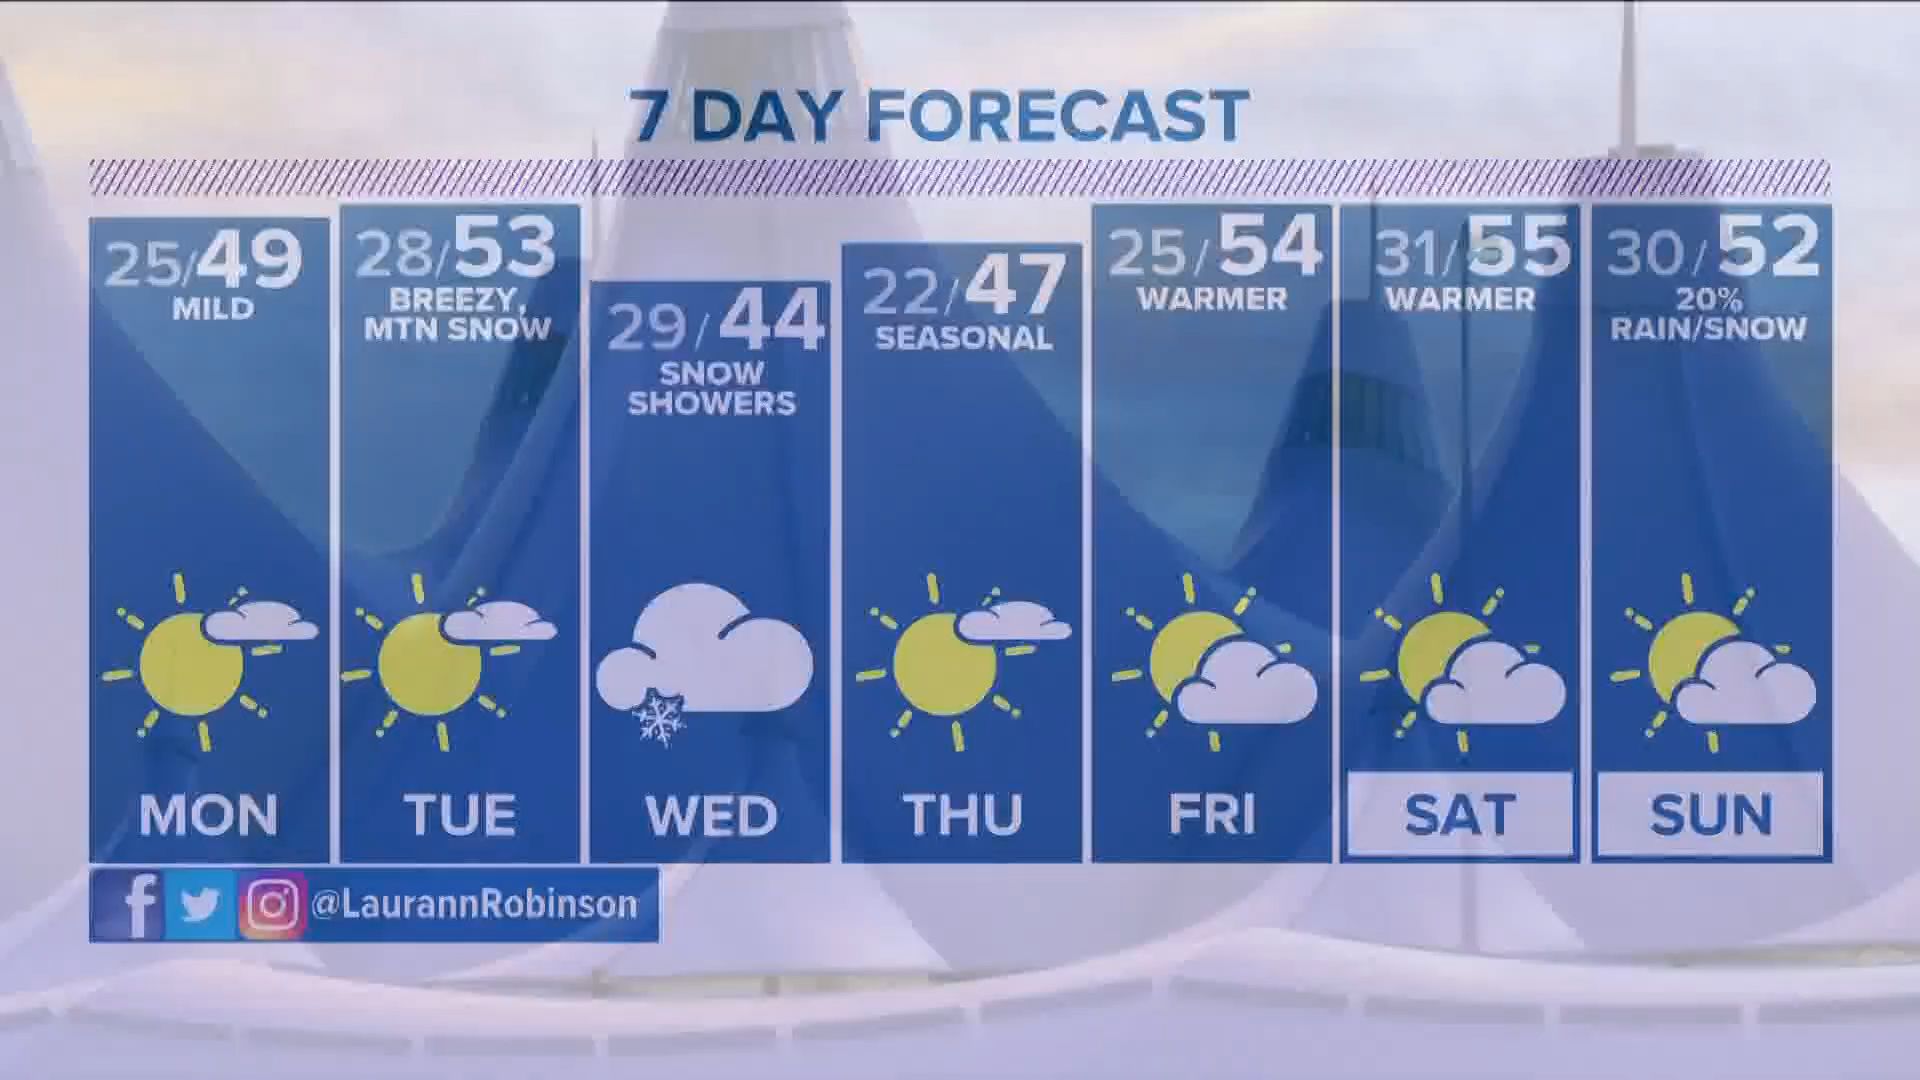 7 DAY FORECAST
25/49
MILD
28/53
BREEZY,
MTN SNOW
29/44
SNOW
SHOWERS
22/47
SEASONAL
25/54
WARMER
31/55
WARMER
30/52
20%
RAIN/SNOW
MON
TUE
WED
THU
FRI
SAT
SUN
@LaurannRobinson